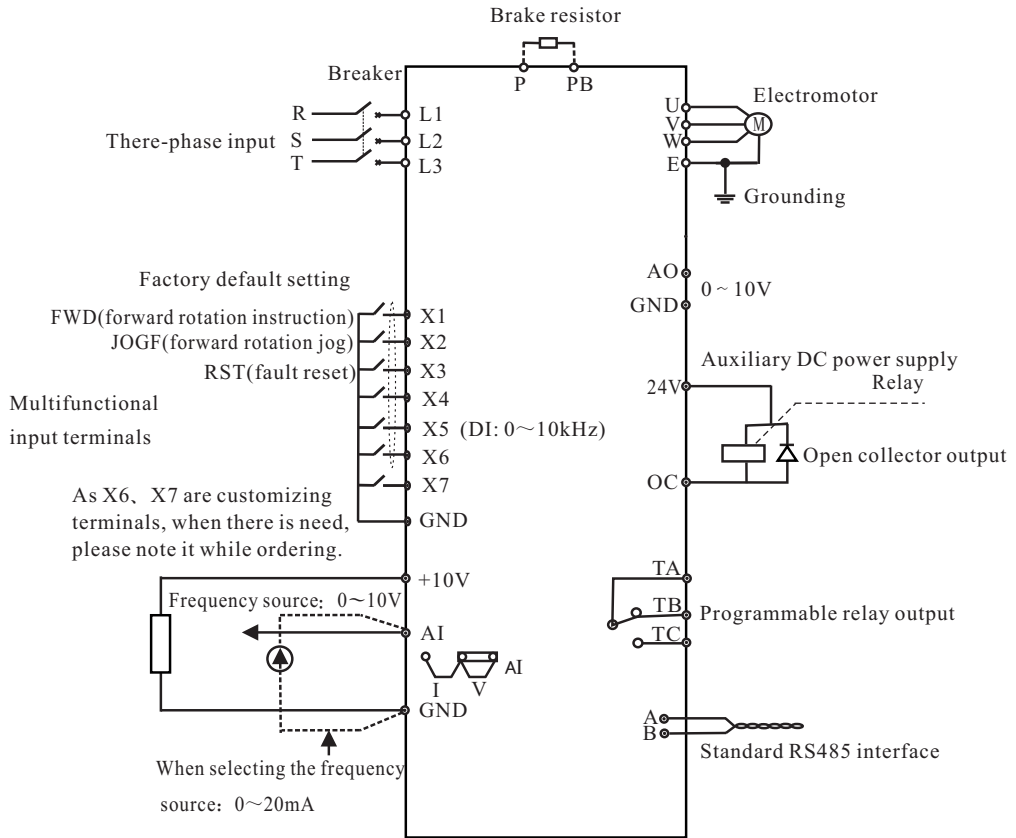 Brake resistor
P
PB
Breaker
R
L1
There-phase input
S
L2
T
L3
U
Electromotor
V
M
W
E
Grounding
AO
0～10V
GND
Factory default setting
FWD(forward rotation instruction)
X1
JOGF(forward rotation jog)
X2
RST(fault reset)
X3
X4
Multifunctional
input terminals
X5 (DI: 0～10kHz)
X6
X7
As X6、X7 are customizing
terminals, when there is need,
please note it while ordering.
GND
Auxiliary DC power supply
Relay
24V
Open collector output
OC
+10V
Frequency source: 0～10V
AI
I
V
AI
GND
When selecting the frequency
source: 0～20mA
TA
TB
Programmable relay output
TC
A
B
Standard RS485 interface